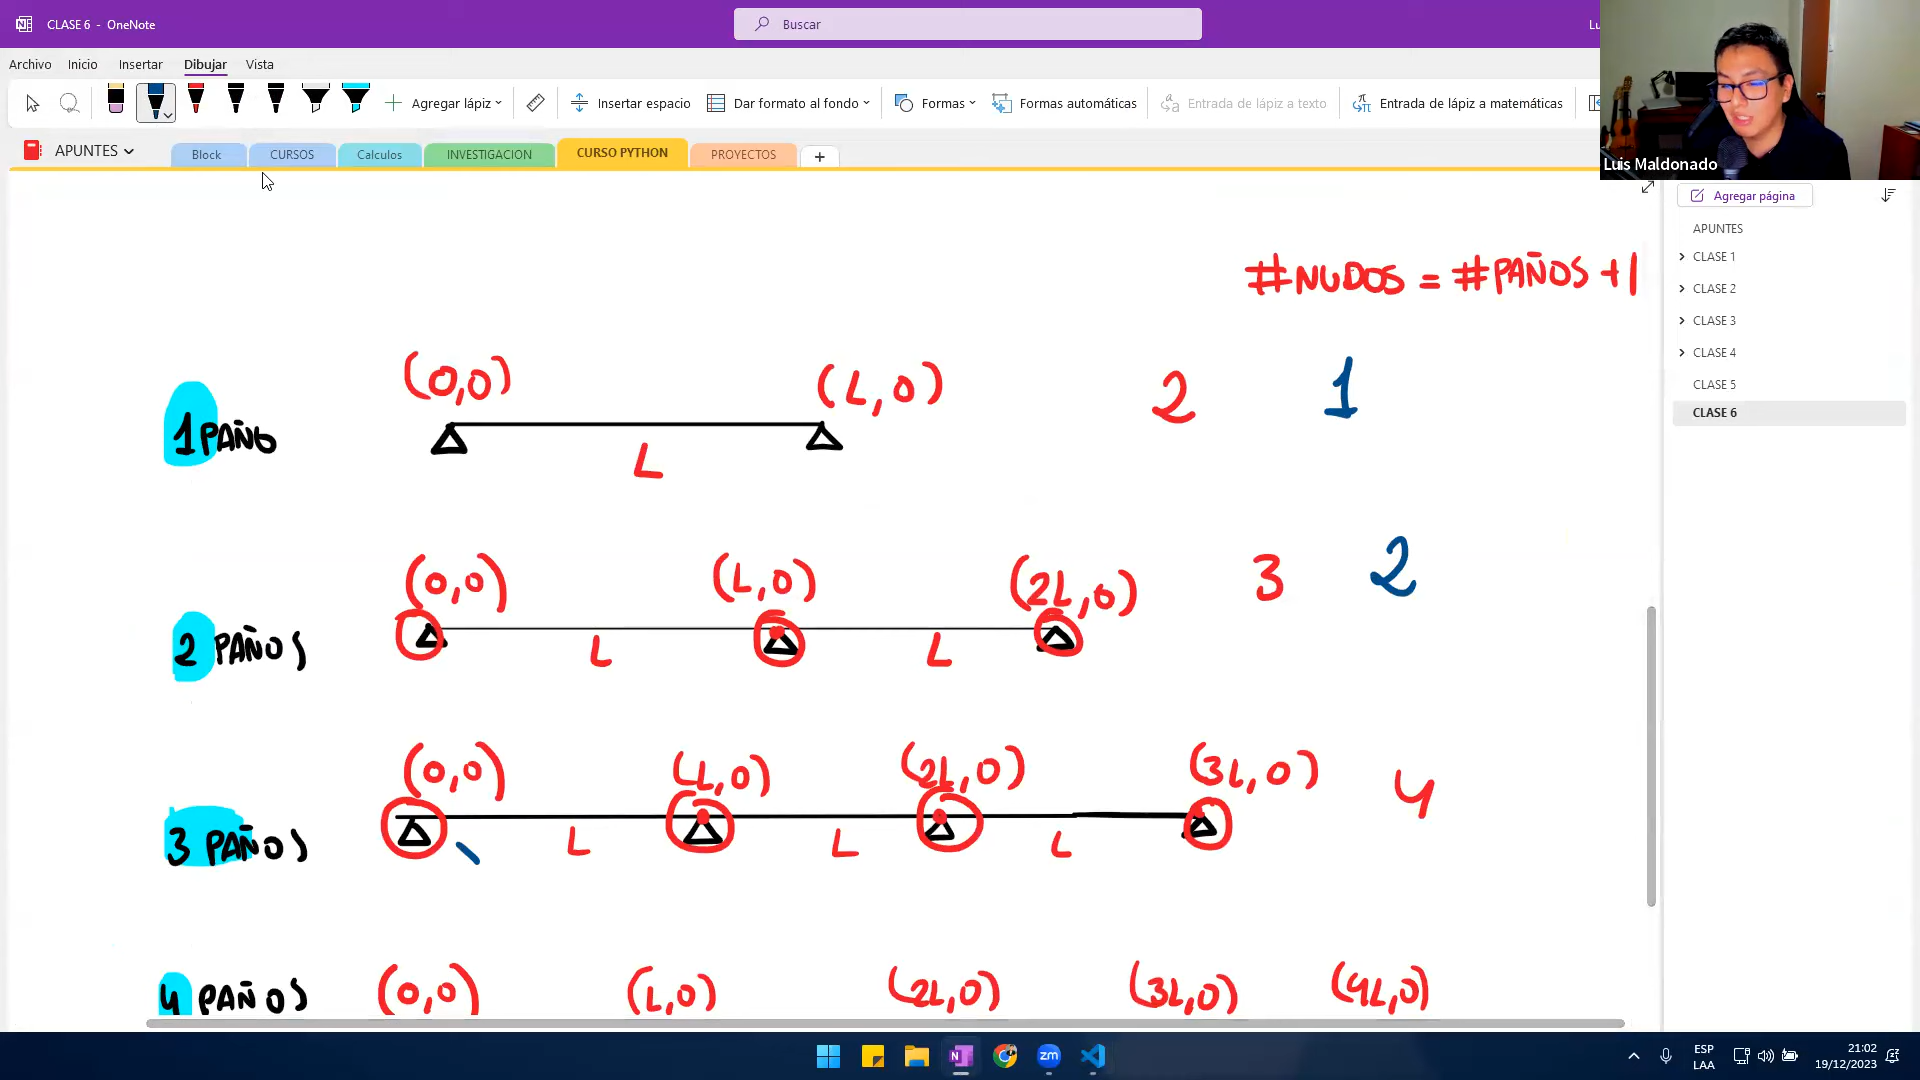 CLASE 6 - OneNote
Buscar
Lu
Archivo Inicio Insertar Dibujar Vista
Agregar lápiz
Insertar espacio
Dar formato al fondo
Formas
Formas automáticas
Entrada de lápiz a texto
Entrada de lápiz a matemáticas
Luis Maldonado
APUNTES
Block
CURSOS
Calculos
INVESTIGACION
CURSO PYTHON
PROYECTOS
+
Agregar página
APUNTES
CLASE 1
CLASE 2
CLASE 3
CLASE 4
CLASE 5
CLASE 6
#NUDOS = #PAÑOS +1
(0,0) (L,0) 2 1
1 PAÑO
L
(0,0) (L,0) (2L,0) 3 2
2 PAÑOS
L L
(0,0) (L,0) (2L,0) (3L,0) 4
3 PAÑOS
L L L
4 PAÑOS (0,0) (L,0) (2L,0) (3L,0) (4L,0)
zm
ESP
LAA
21:02
19/12/2023